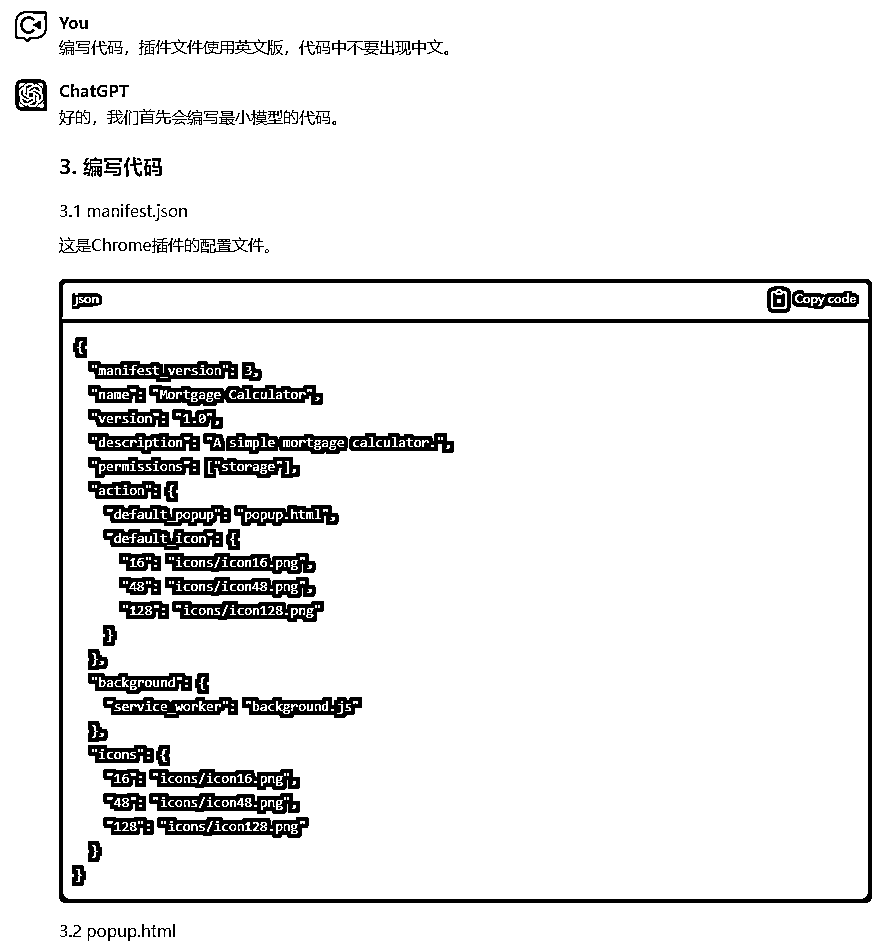 You
编写代码，插件文件使用英文版，代码中不要出现中文。
ChatGPT
好的，我们首先会编写最小模型的代码。
3. 编写代码
3.1 manifest.json
这是Chrome插件的配置文件。
json
Copy code
{
  "manifest_version": 3,
  "name": "Mortgage Calculator",
  "version": "1.0",
  "description": "A simple mortgage calculator.",
  "permissions": ["storage"],
  "action": {
    "default_popup": "popup.html",
    "default_icon": {
      "16": "icons/icon16.png",
      "48": "icons/icon48.png",
      "128": "icons/icon128.png"
    }
  },
  "background": {
    "service_worker": "background.js"
  },
  "icons": {
    "16": "icons/icon16.png",
    "48": "icons/icon48.png",
    "128": "icons/icon128.png"
  }
}
3.2 popup.html